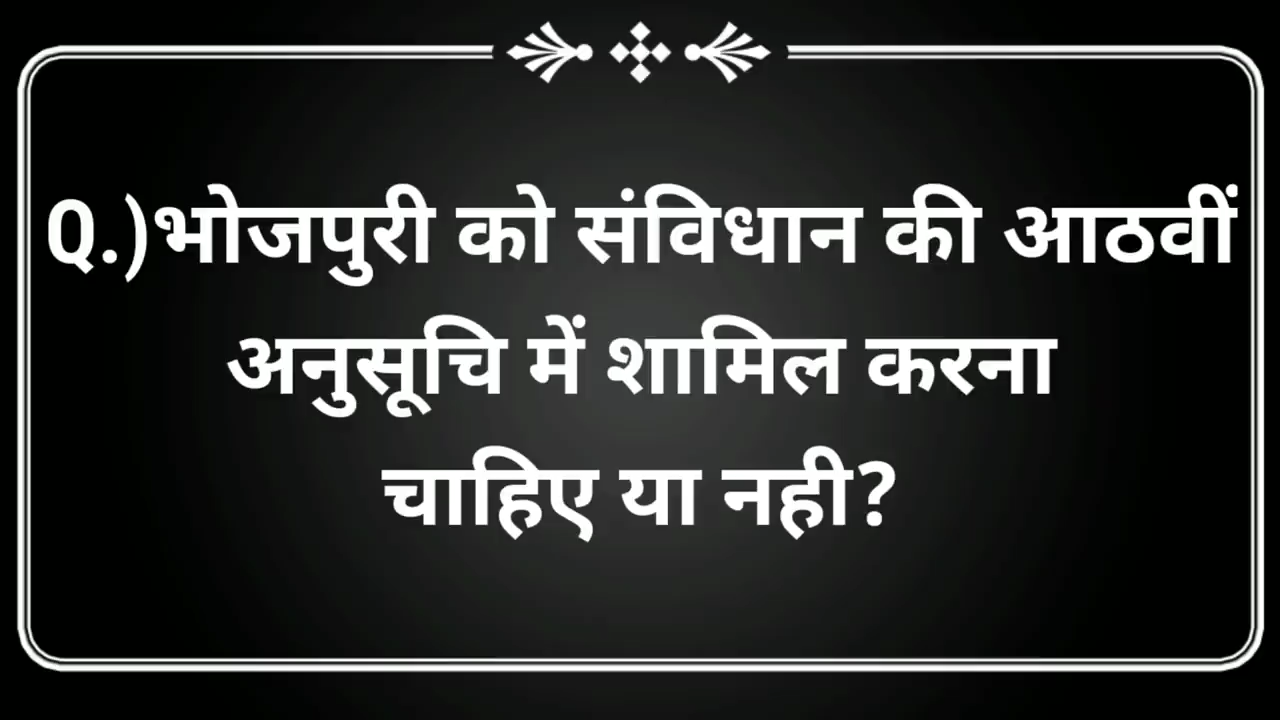 Q.)भोजपुरी को संविधान की आठवीं
अनुसूचि में शामिल करना
चाहिए या नही?